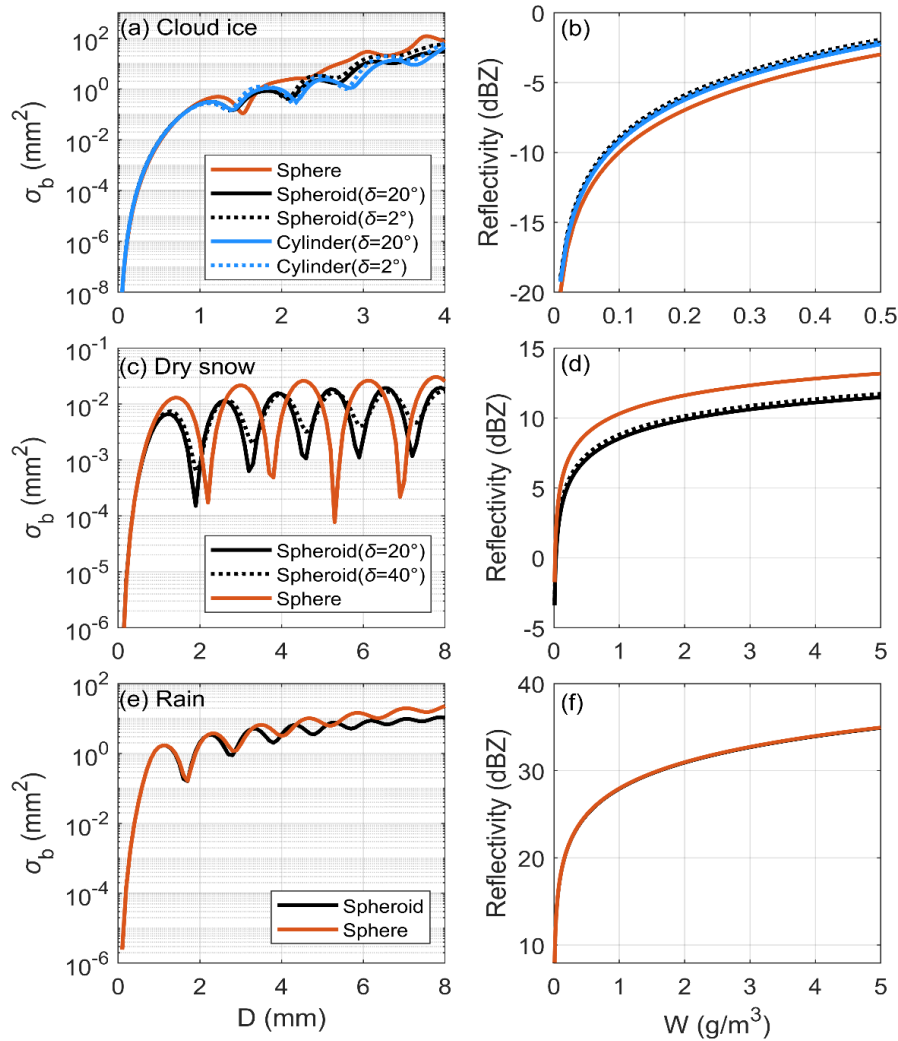 (a) Cloud ice
σb (mm2)
10^2
10^0
10^-2
10^-4
10^-6
10^-8
Sphere
Spheroid(δ=20°)
Spheroid(δ=2°)
Cylinder(δ=20°)
Cylinder(δ=2°)
0 1 2 3 4
(b)
Reflectivity (dBZ)
0
-5
-10
-15
-20
0 0.1 0.2 0.3 0.4 0.5
(c) Dry snow
σb (mm2)
10^-1
10^-2
10^-3
10^-4
10^-5
10^-6
Spheroid(δ=20°)
Spheroid(δ=40°)
Sphere
0 2 4 6 8
(d)
Reflectivity (dBZ)
15
10
5
0
-5
0 1 2 3 4 5
(e) Rain
σb (mm2)
10^2
10^0
10^-2
10^-4
10^-6
Spheroid
Sphere
0 2 4 6 8
D (mm)
(f)
Reflectivity (dBZ)
40
30
20
10
0 1 2 3 4 5
W (g/m3)